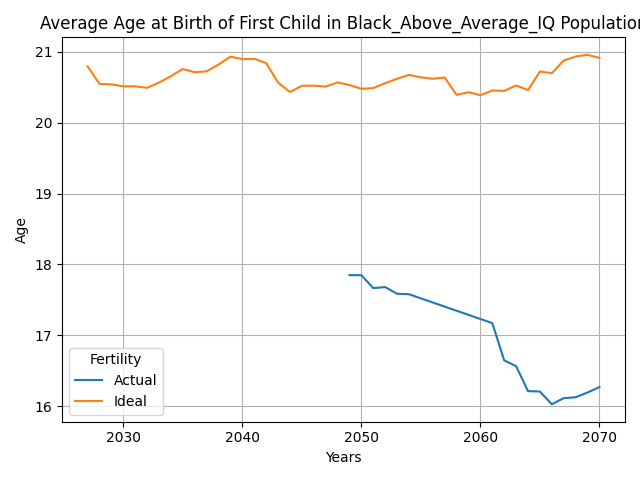 Average Age at Birth of First Child in Black_Above_Average_IQ Population
21
20
19
18
17
16
Age
Fertility
Actual
Ideal
2030 2040 2050 2060 2070
Years